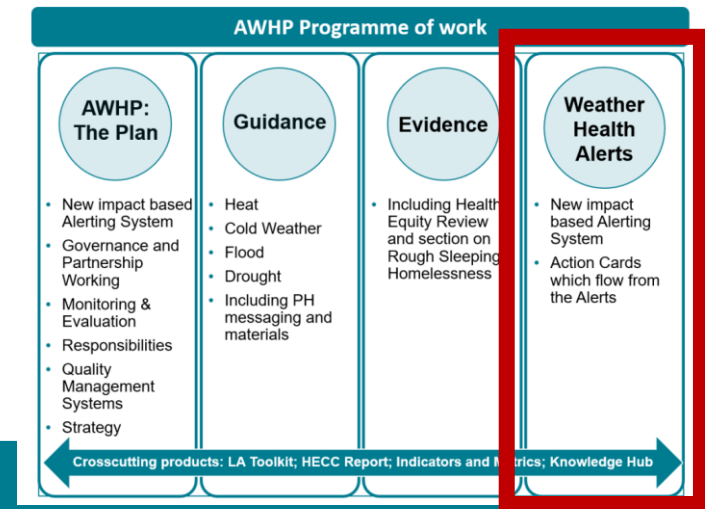 AWHP Programme of work
AWHP:
The Plan
• New impact based
Alerting System
• Governance and
Partnership
Working
• Monitoring &
Evaluation
• Responsibilities
• Quality
Management
Systems
• Strategy
Guidance
• Heat
• Cold Weather
• Flood
• Drought
• Including PH
messaging and
materials
Evidence
• Including Health
Equity Review
and section on
Rough Sleeping
Homelessness
Weather
Health
Alerts
• New impact
based Alerting
System
• Action Cards
which flow from
the Alerts
Crosscutting products: LA Toolkit; HECC Report; Indicators and Metrics; Knowledge Hub